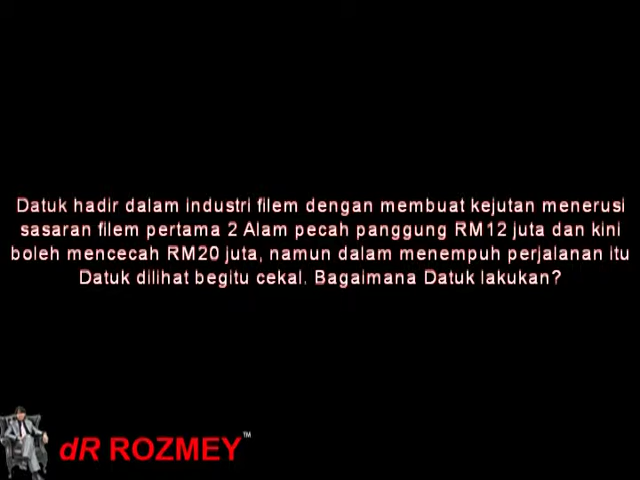 Datuk hadir dalam industri filem dengan membuat kejutan menerusi
sasaran filem pertama 2 Alam pecah panggung RM12 juta dan kini
boleh mencecah RM20 juta, namun dalam menempuh perjalanan itu
Datuk dilihat begitu cekal. Bagaimana Datuk lakukan?
dR ROZMEY™